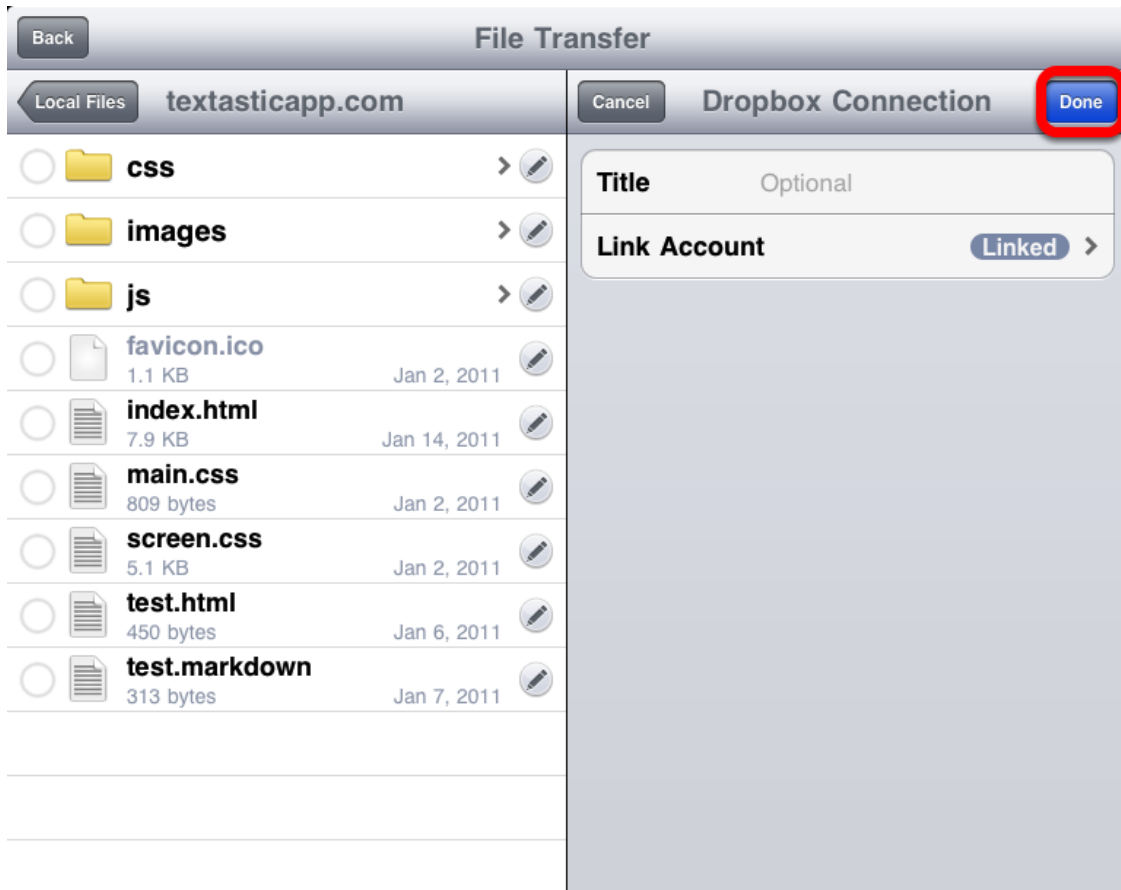 Back
File Transfer
Local Files
textasticapp.com
Cancel
Dropbox Connection
Done
css
images
js
favicon.ico
1.1 KB
Jan 2, 2011
index.html
7.9 KB
Jan 14, 2011
main.css
809 bytes
Jan 2, 2011
screen.css
5.1 KB
Jan 2, 2011
test.html
450 bytes
Jan 6, 2011
test.markdown
313 bytes
Jan 7, 2011
Title
Optional
Link Account
Linked